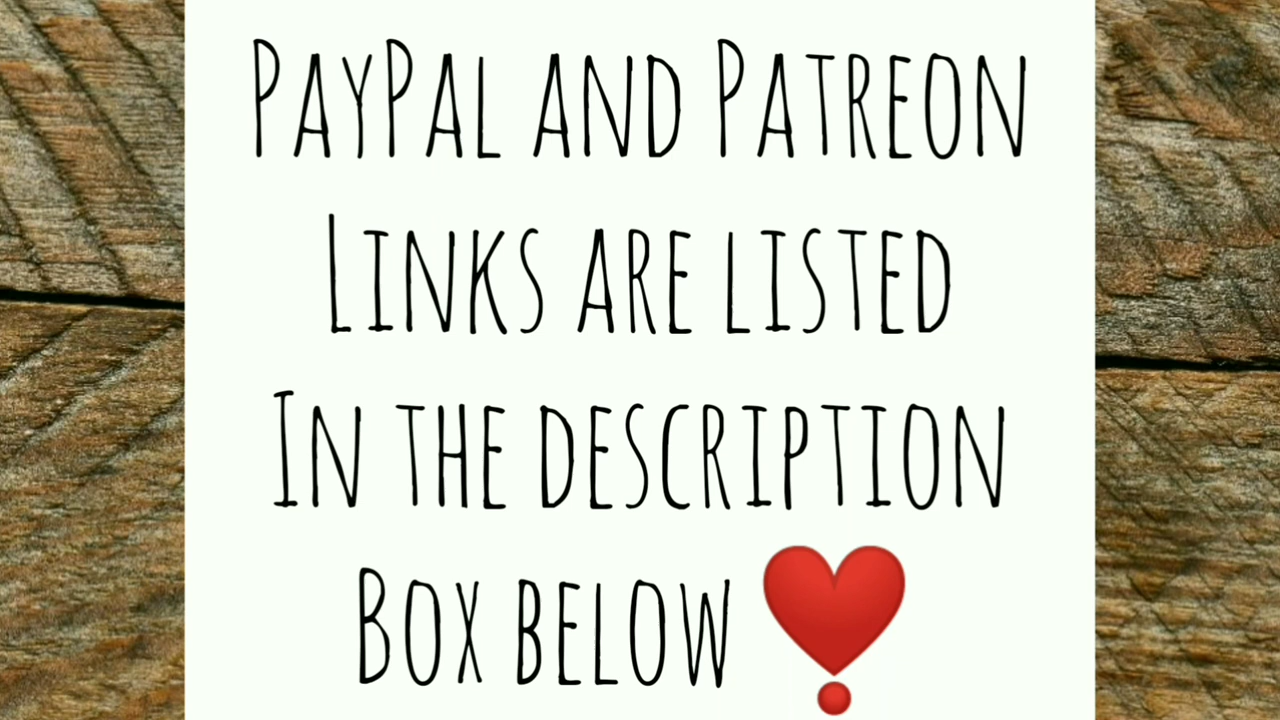 PayPal and Patreon
Links are listed
In the description
Box below ❣